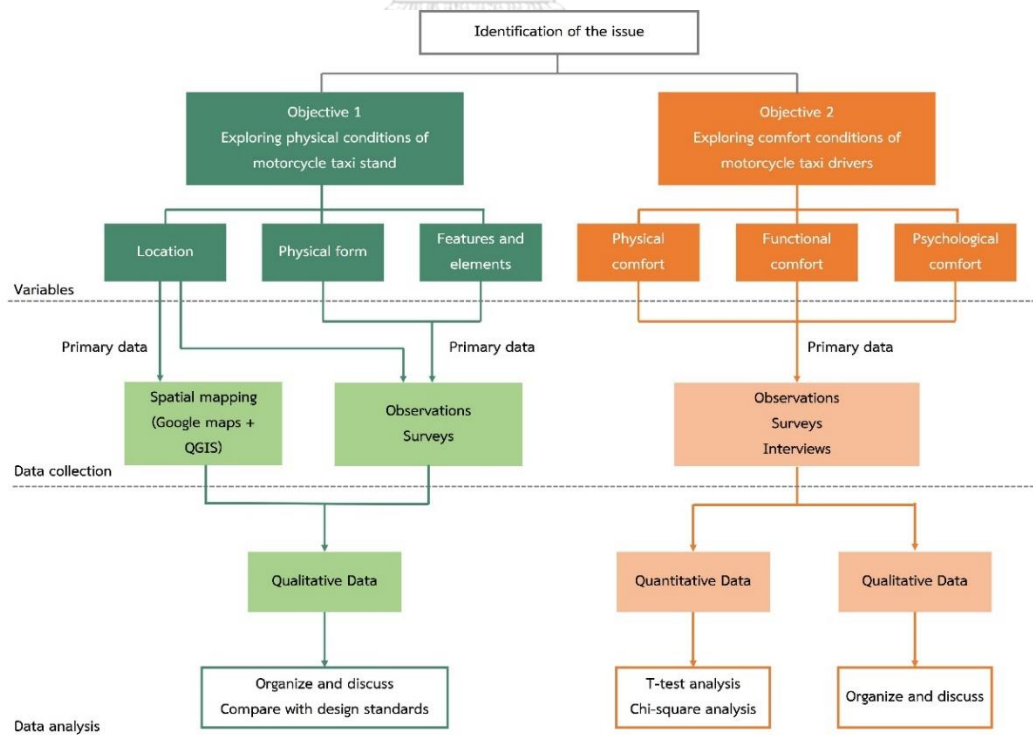 Identification of the issue
Objective 1
Exploring physical conditions of
motorcycle taxi stand
Objective 2
Exploring comfort conditions of
motorcycle taxi drivers
Location
Physical form
Features and
elements
Physical
comfort
Functional
comfort
Psychological
comfort
Variables
Primary data
Primary data
Primary data
Spatial mapping
(Google maps +
QGIS)
Observations
Surveys
Observations
Surveys
Interviews
Data collection
Qualitative Data
Quantitative Data
Qualitative Data
Organize and discuss
Compare with design standards
T-test analysis
Chi-square analysis
Organize and discuss
Data analysis